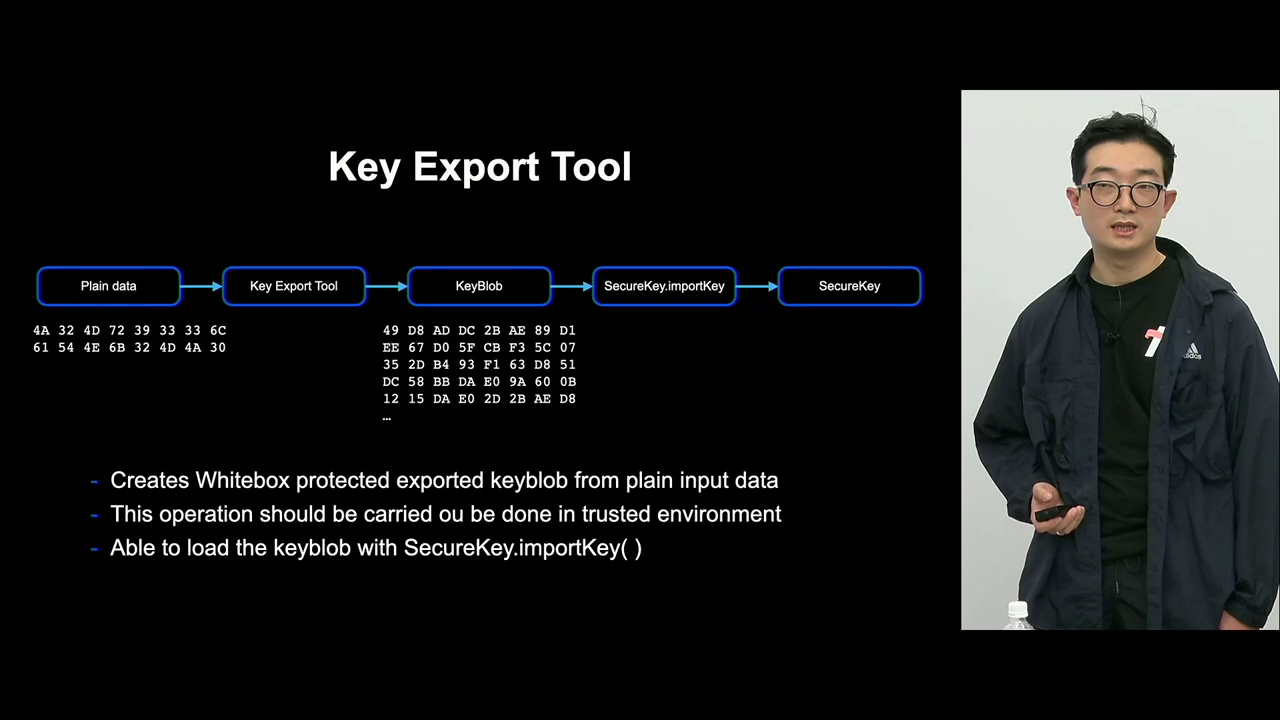 Key Export Tool
Plain data
Key Export Tool
KeyBlob
SecureKey.importKey
SecureKey
4A 32 4D 72 39 33 33 6C
61 54 4E 6B 32 4D 4A 30
49 D8 AD DC 2B AE 89 D1
EE 67 D0 5F CB F3 5C 07
35 2D B4 93 F1 63 D8 51
DC 58 BB DA E0 9A 60 0B
12 15 DA E0 2D 2B AE D8
…
- Creates Whitebox protected exported keyblob from plain input data
- This operation should be carried ou be done in trusted environment
- Able to load the keyblob with SecureKey.importKey( )
adidas